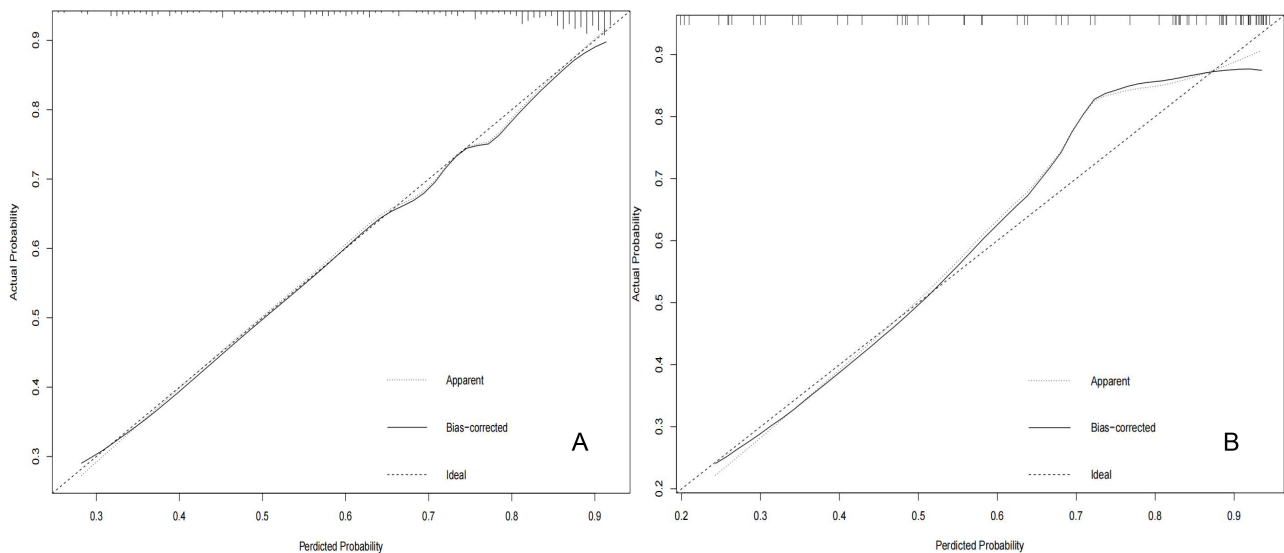 0.9
0.8
0.7
0.6
0.5
0.4
0.3
Actual Probability
Apparent
Bias-corrected
Ideal
A
0.3 0.4 0.5 0.6 0.7 0.8 0.9
Perdicted Probability
0.9
0.8
0.7
0.6
0.5
0.4
0.3
0.2
Actual Probability
Apparent
Bias-corrected
Ideal
B
0.2 0.3 0.4 0.5 0.6 0.7 0.8 0.9
Perdicted Probability